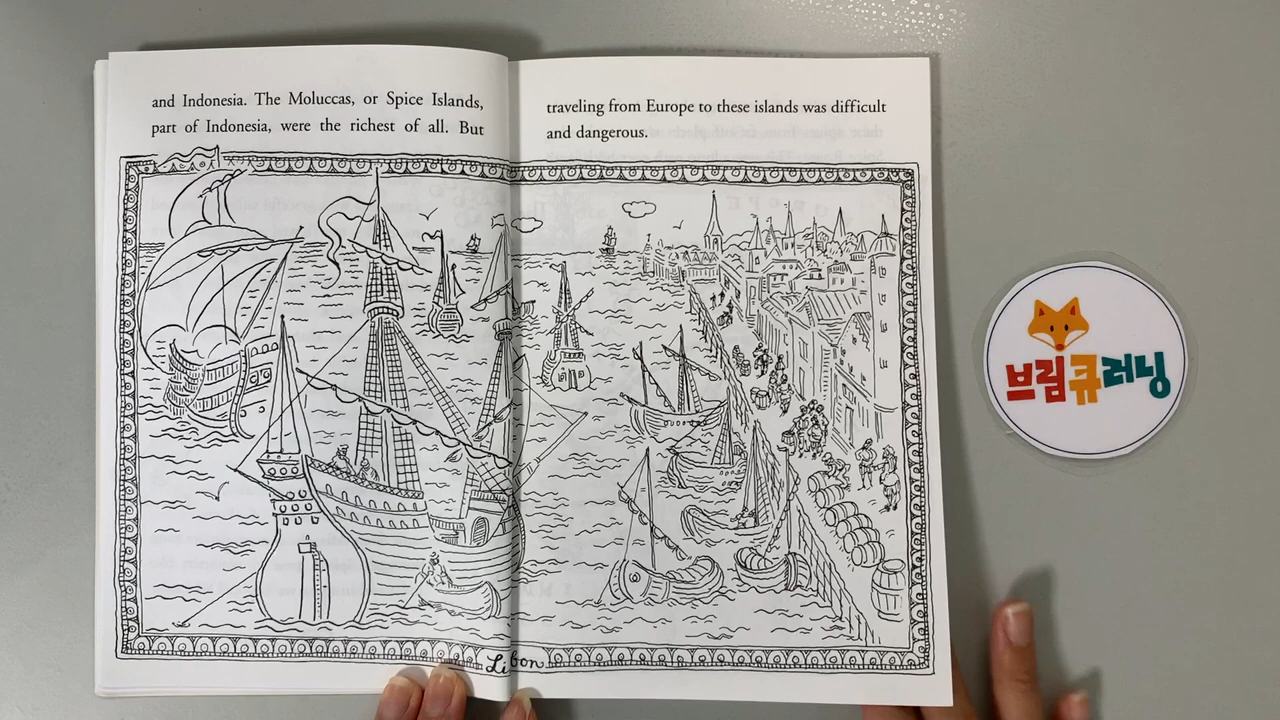 and Indonesia. The Moluccas, or Spice Islands,
part of Indonesia, were the richest of all. But
traveling from Europe to these islands was difficult
and dangerous.
브림큐러닝